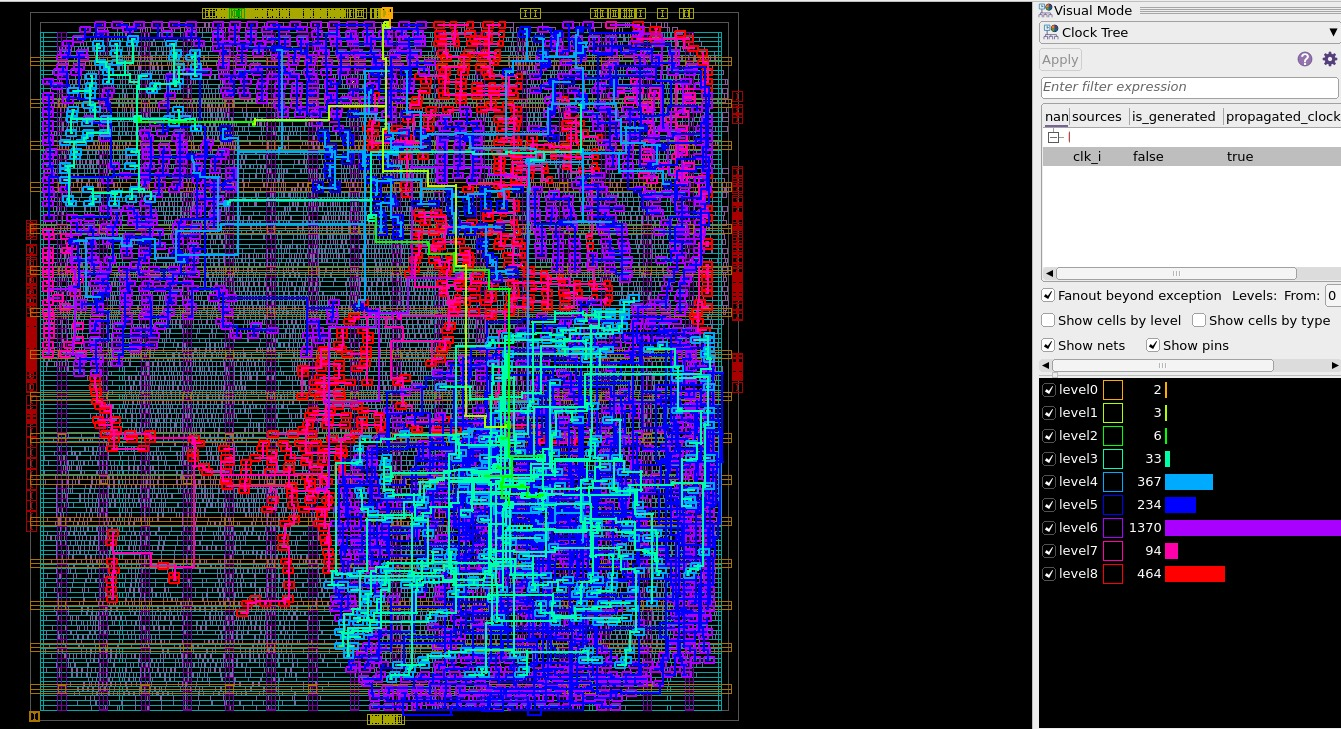 Visual Mode
Clock Tree
Apply
Enter filter expression
nan sources is_generated propagated_clock
clk_i false true
Fanout beyond exception Levels: From: 0
Show cells by level Show cells by type
Show nets Show pins
level0 2
level1 3
level2 6
level3 33
level4 367
level5 234
level6 1370
level7 94
level8 464